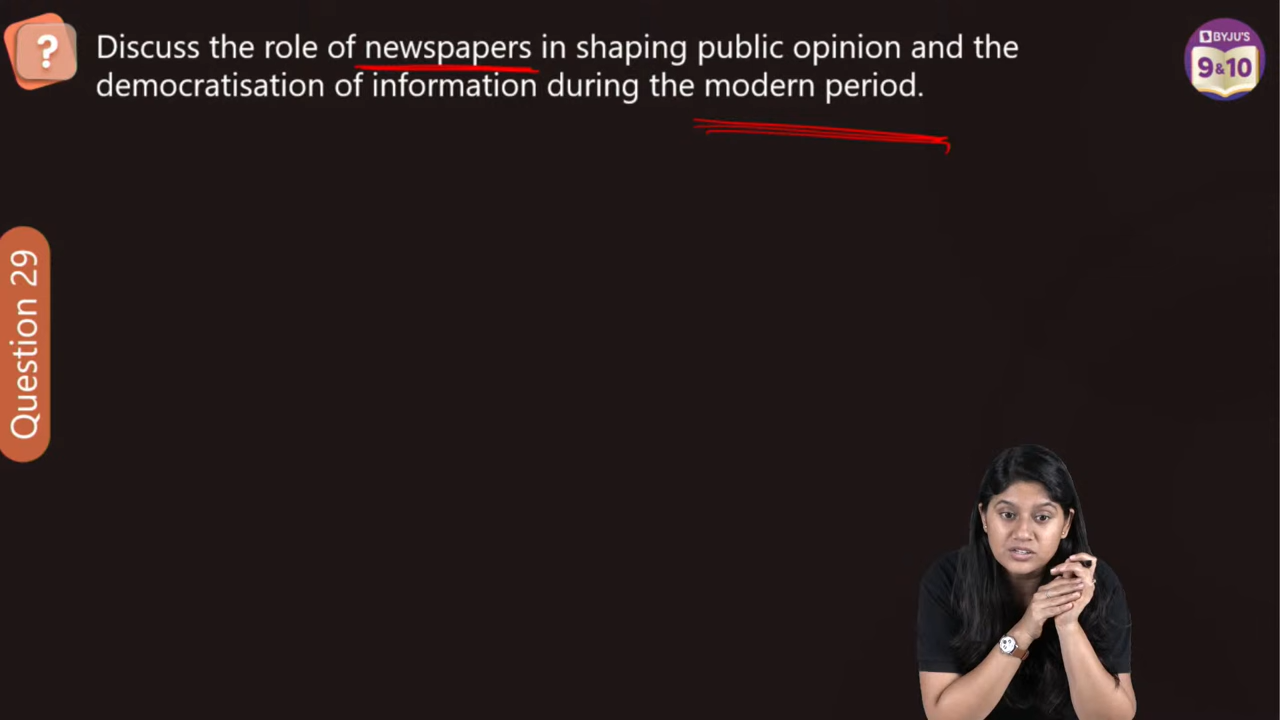 ?
Discuss the role of newspapers in shaping public opinion and the
democratisation of information during the modern period.
BYJU'S
9&10
Question 29